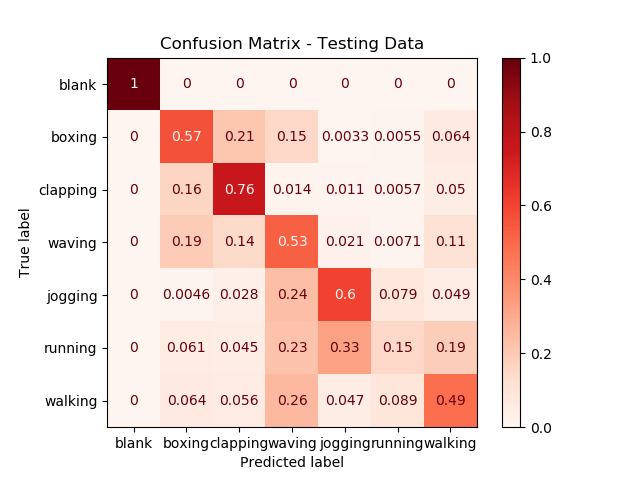 Confusion Matrix - Testing Data
blank 1 0 0 0 0 0 0
boxing 0 0.57 0.21 0.15 0.0033 0.0055 0.064
clapping 0 0.16 0.76 0.014 0.011 0.0057 0.05
waving 0 0.19 0.14 0.53 0.021 0.0071 0.11
jogging 0 0.0046 0.028 0.24 0.6 0.079 0.049
running 0 0.061 0.045 0.23 0.33 0.15 0.19
walking 0 0.064 0.056 0.26 0.047 0.089 0.49
blank boxing clapping waving jogging running walking
Predicted label
True label
1.0
0.8
0.6
0.4
0.2
0.0